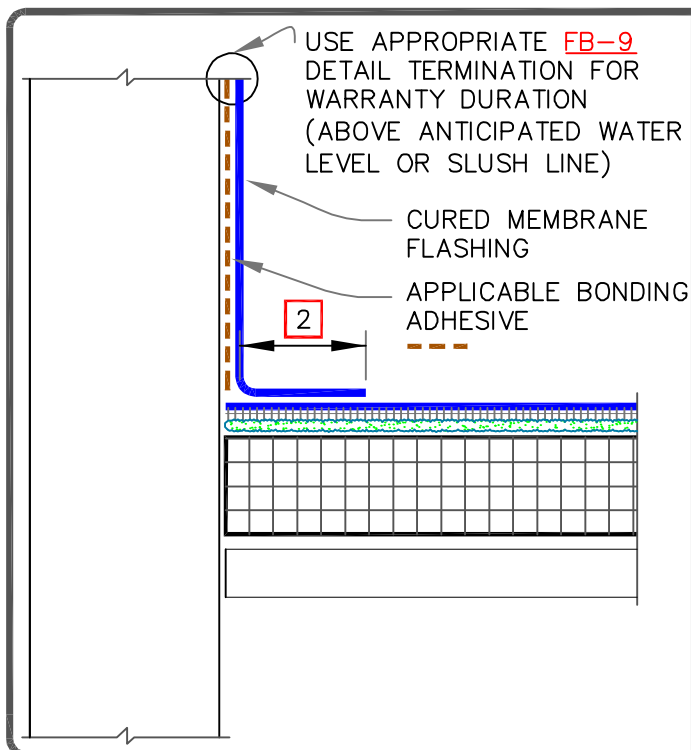 USE APPROPRIATE FB-9
DETAIL TERMINATION FOR
WARRANTY DURATION
(ABOVE ANTICIPATED WATER
LEVEL OR SLUSH LINE)
CURED MEMBRANE
FLASHING
APPLICABLE BONDING
ADHESIVE
2